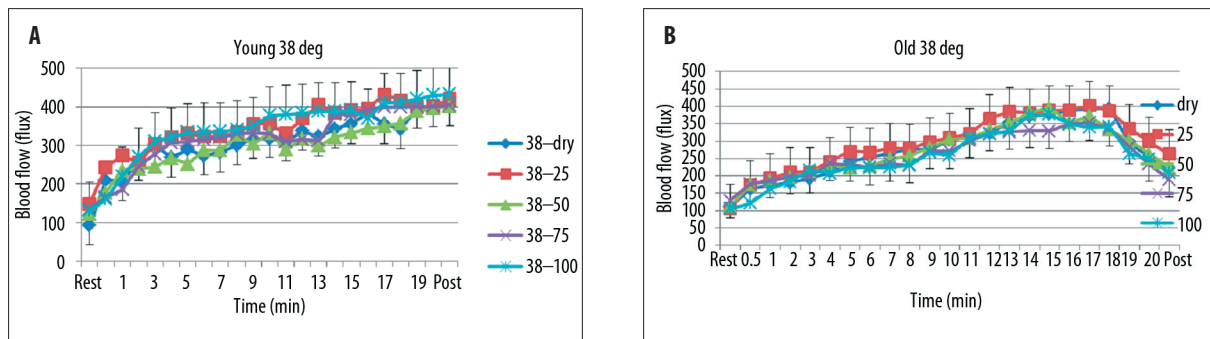 A
Young 38 deg
500
400
300
200
100
0
Blood flow (flux)
Rest 1 3 5 7 9 11 13 15 17 19 Post
Time (min)
38–dry
38–25
38–50
38–75
38–100
B
Old 38 deg
500
450
400
350
300
250
200
150
100
50
0
Blood flow (flux)
Rest 0.5 1 2 3 4 5 6 7 8 9 10 11 12 13 14 15 16 17 18 19 20 Post
Time (min)
dry
25
50
75
100